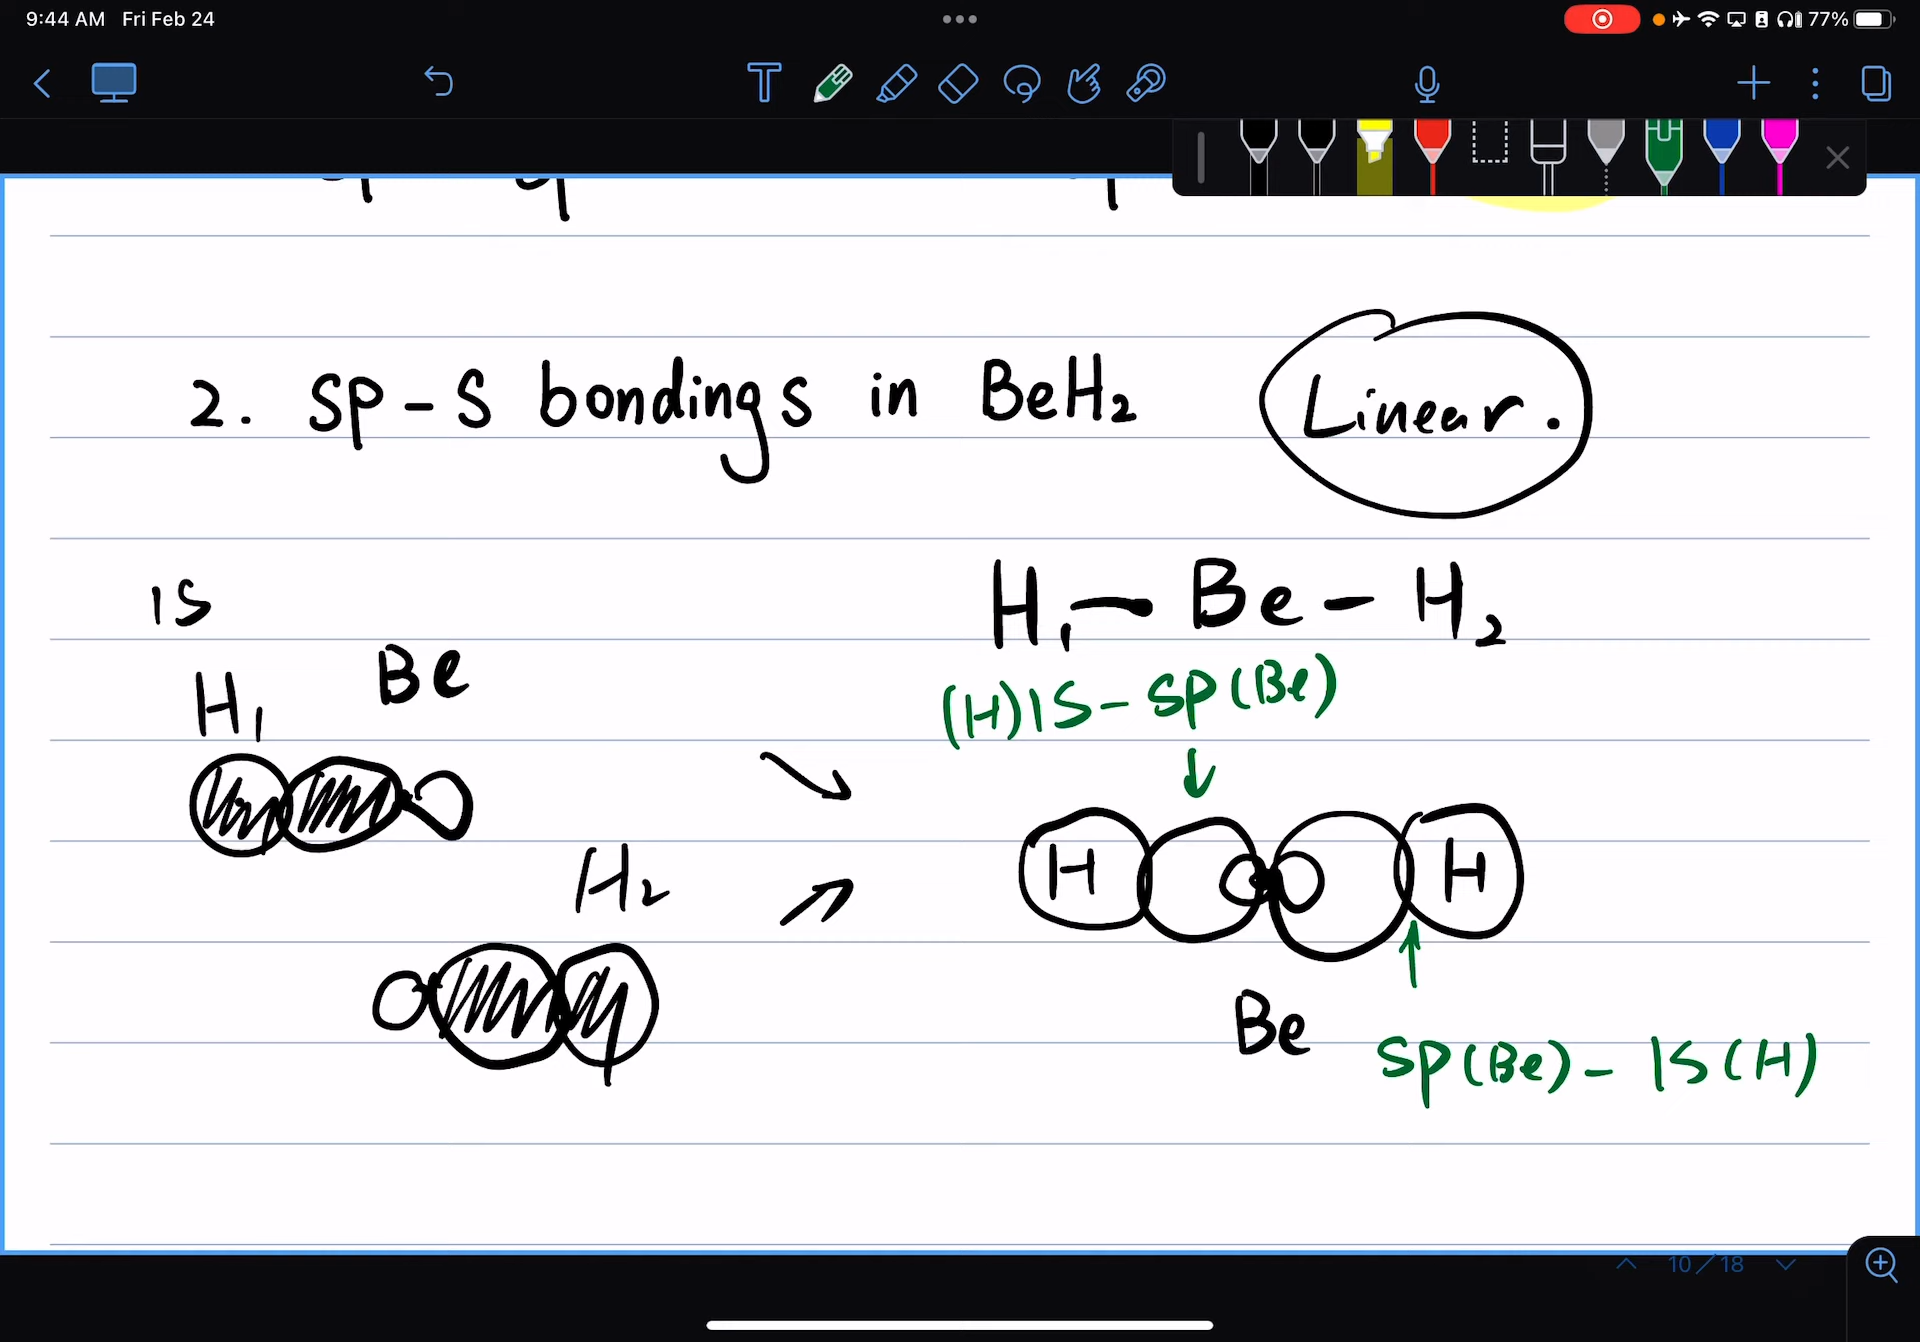 9:44 AM Fri Feb 24
77%
2. sp-s bondings in BeH₂
Linear.
1s
H₁ Be
H₂
H₁ — Be — H₂
(H)1s - sp(Be)
H H
Be
sp(Be) - 1s(H)
10/18